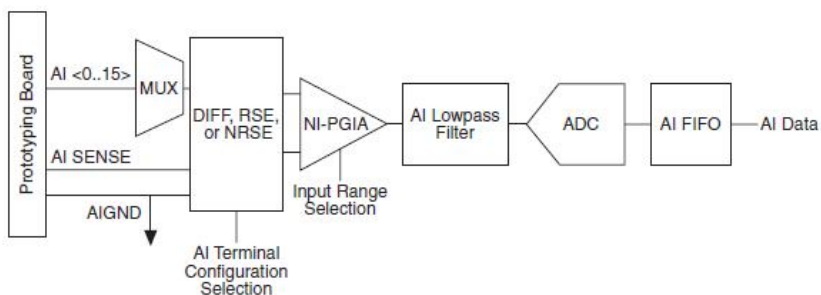 Prototyping Board
AI <0..15>
MUX
AI SENSE
AIGND
DIFF, RSE,
or NRSE
AI Terminal
Configuration
Selection
NI-PGIA
Input Range
Selection
AI Lowpass
Filter
ADC
AI FIFO
AI Data